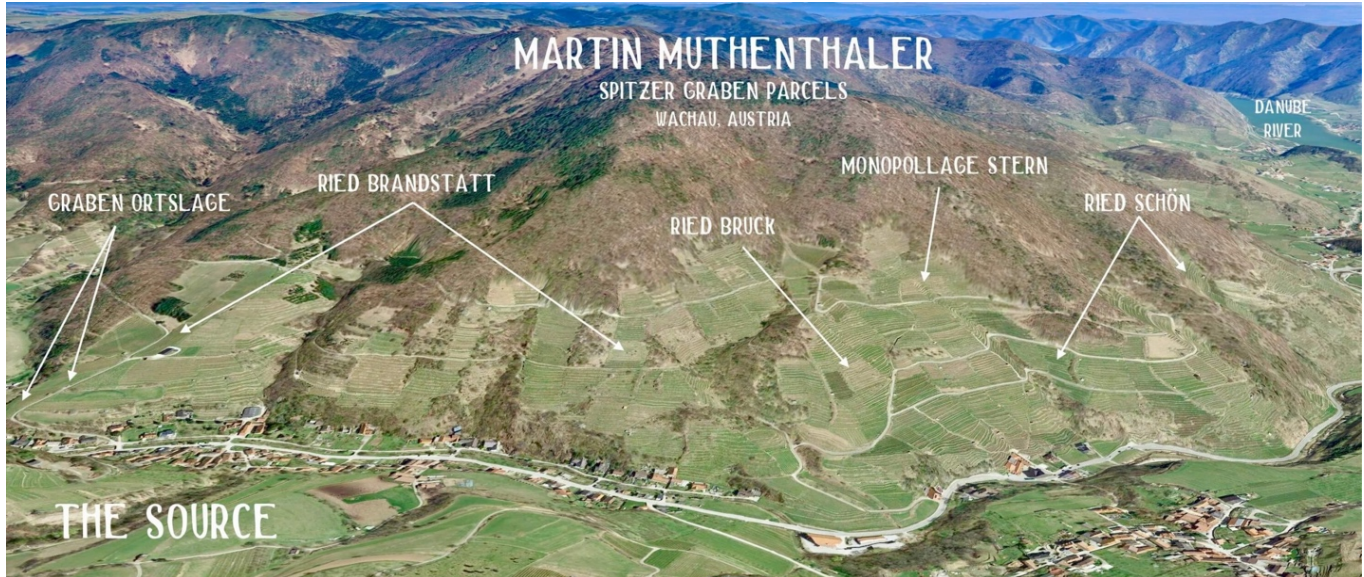 MARTIN MUTHENTHALER
SPITZER GRABEN PARCELS
WACHAU, AUSTRIA
DANUBE
RIVER
MONOPOLLAGE STERN
RIED BRANDSTATT
GRABEN ORTSLAGE
RIED SCHÖN
RIED BRUCK
THE SOURCE